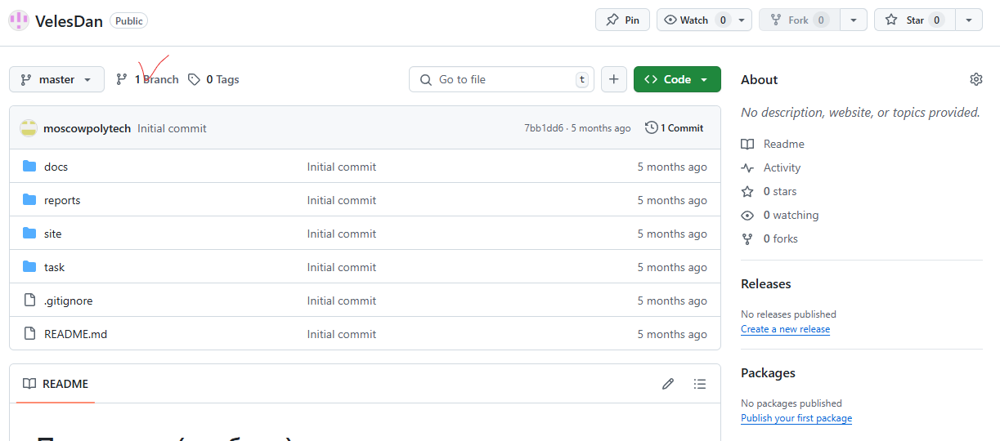 VelesDan Public Pin Watch 0 Fork 0 Star 0
master 1 Branch 0 Tags Go to file t + <> Code
moscowpolytech Initial commit 7bb1dd6 · 5 months ago 1 Commit
docs Initial commit 5 months ago
reports Initial commit 5 months ago
site Initial commit 5 months ago
task Initial commit 5 months ago
.gitignore Initial commit 5 months ago
README.md Initial commit 5 months ago
README
About
No description, website, or topics provided.
Readme
Activity
0 stars
0 watching
0 forks
Releases
No releases published
Create a new release
Packages
No packages published
Publish your first package